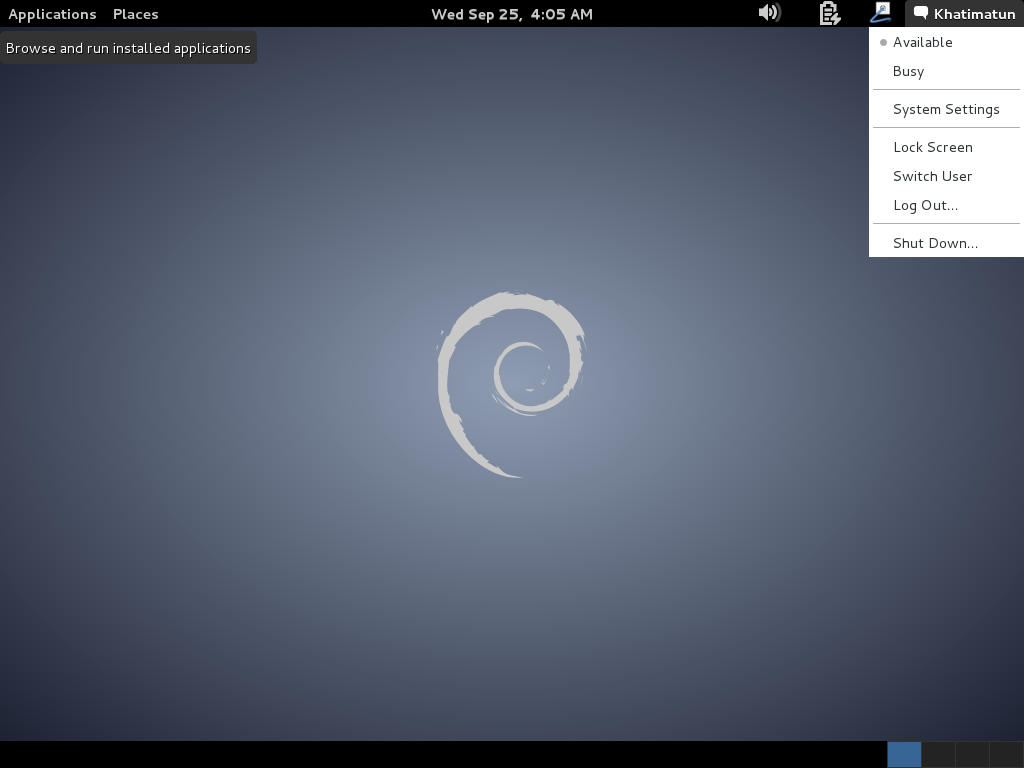 Applications Places Wed Sep 25, 4:05 AM Khatimatun
Browse and run installed applications
Available
Busy
System Settings
Lock Screen
Switch User
Log Out...
Shut Down...